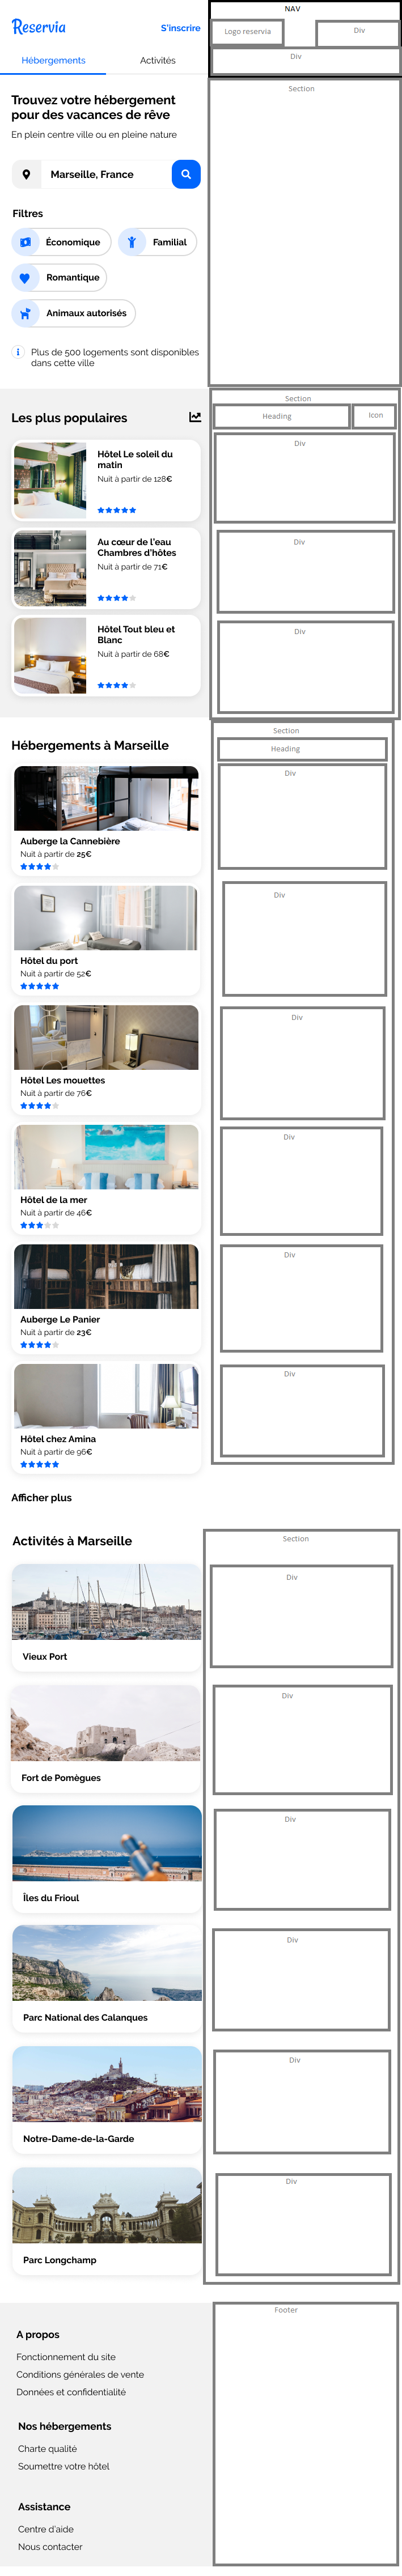 Reservia
S'inscrire
Hébergements
Activités
Trouvez votre hébergement
pour des vacances de rêve
En plein centre ville ou en pleine nature
Marseille, France
Filtres
Économique
Familial
Romantique
Animaux autorisés
Plus de 500 logements sont disponibles
dans cette ville
Les plus populaires
Hôtel Le soleil du
matin
Nuit à partir de 128€
Au cœur de l'eau
Chambres d'hôtes
Nuit à partir de 71€
Hôtel Tout bleu et
Blanc
Nuit à partir de 68€
Hébergements à Marseille
Auberge la Cannebière
Nuit à partir de 25€
Hôtel du port
Nuit à partir de 52€
Hôtel Les mouettes
Nuit à partir de 76€
Hôtel de la mer
Nuit à partir de 46€
Auberge Le Panier
Nuit à partir de 23€
Hôtel chez Amina
Nuit à partir de 96€
Afficher plus
Activités à Marseille
Vieux Port
Fort de Pomègues
Îles du Frioul
Parc National des Calanques
Notre-Dame-de-la-Garde
Parc Longchamp
A propos
Fonctionnement du site
Conditions générales de vente
Données et confidentialité
Nos hébergements
Charte qualité
Soumettre votre hôtel
Assistance
Centre d'aide
Nous contacter
NAV
Logo reservia
Div
Div
Section
Section
Heading
Icon
Div
Div
Div
Section
Heading
Div
Div
Div
Div
Div
Div
Section
Div
Div
Div
Div
Div
Div
Footer